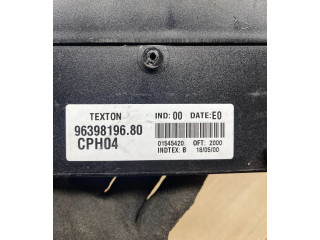 TEXTON IND: 00 DATE: E0
96398196.80
CPH04
01545420 OFT: 2000
INDTEX: B 18/05/00